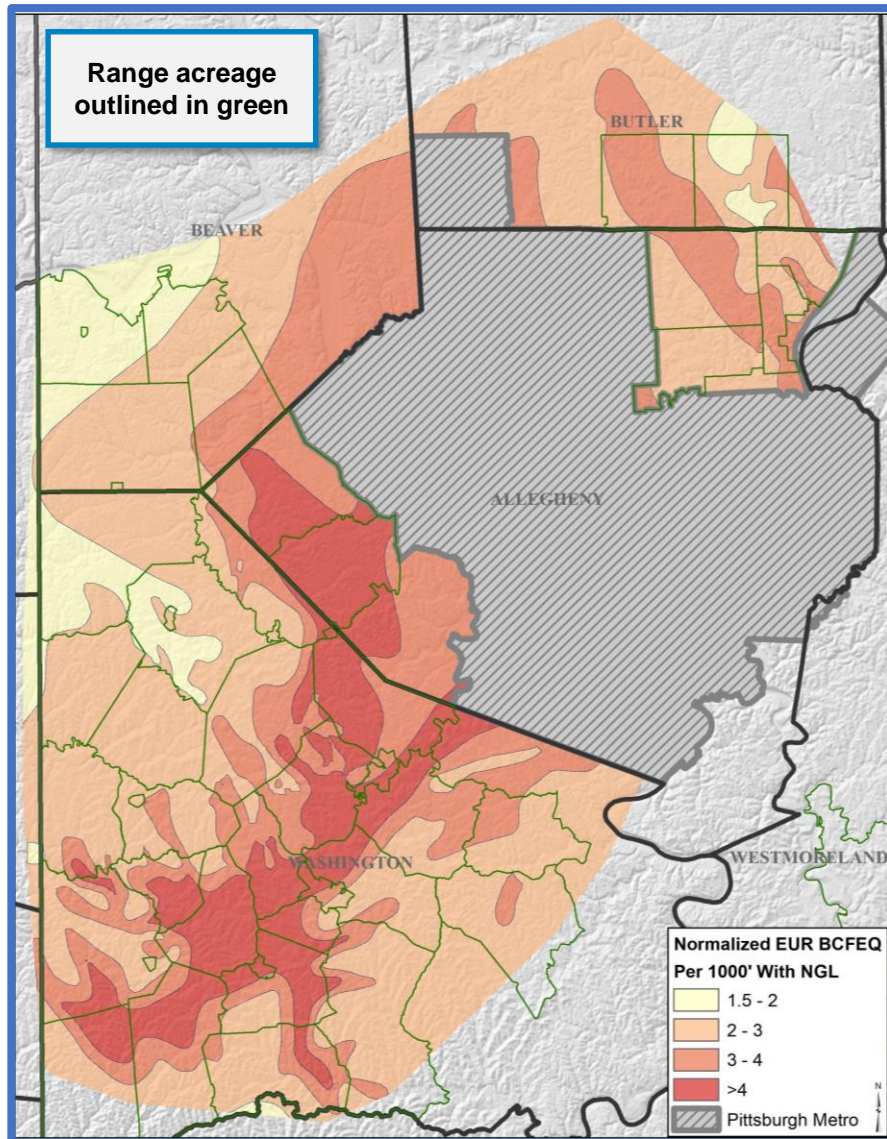 Range acreage
outlined in green
BUTLER
BEAVER
ALLEGHENY
WASHINGTON
WESTMORELAND
Normalized EUR BCFEQ
Per 1000' With NGL
1.5 - 2
2 - 3
3 - 4
>4
Pittsburgh Metro
N